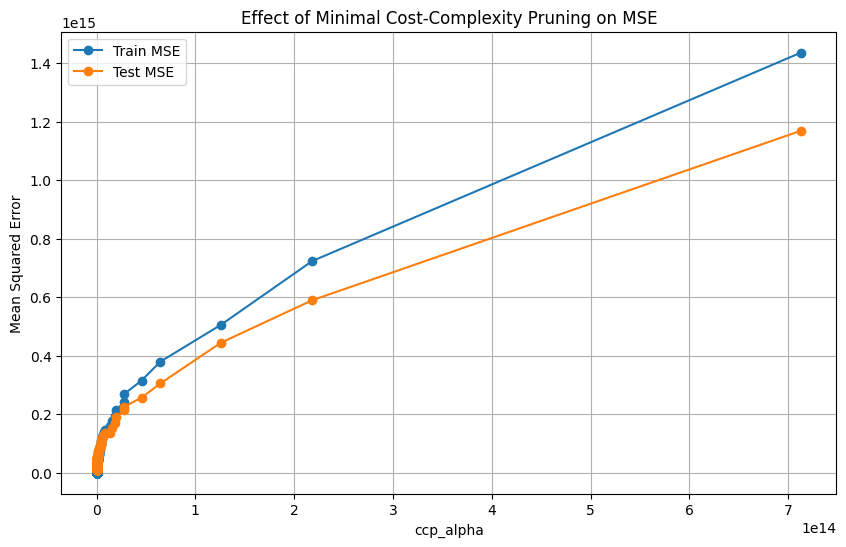 Effect of Minimal Cost-Complexity Pruning on MSE
1e15
Train MSE
Test MSE
1.4
1.2
1.0
0.8
0.6
0.4
0.2
0.0
Mean Squared Error
0 1 2 3 4 5 6 7
1e14
ccp_alpha